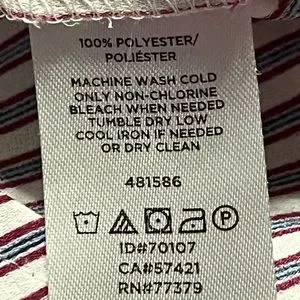 100% POLYESTER/
POLIÉSTER
MACHINE WASH COLD
ONLY NON-CHLORINE
BLEACH WHEN NEEDED
TUMBLE DRY LOW
COOL IRON IF NEEDED
OR DRY CLEAN
481586
P
ID#70107
CA#57421
RN#77379